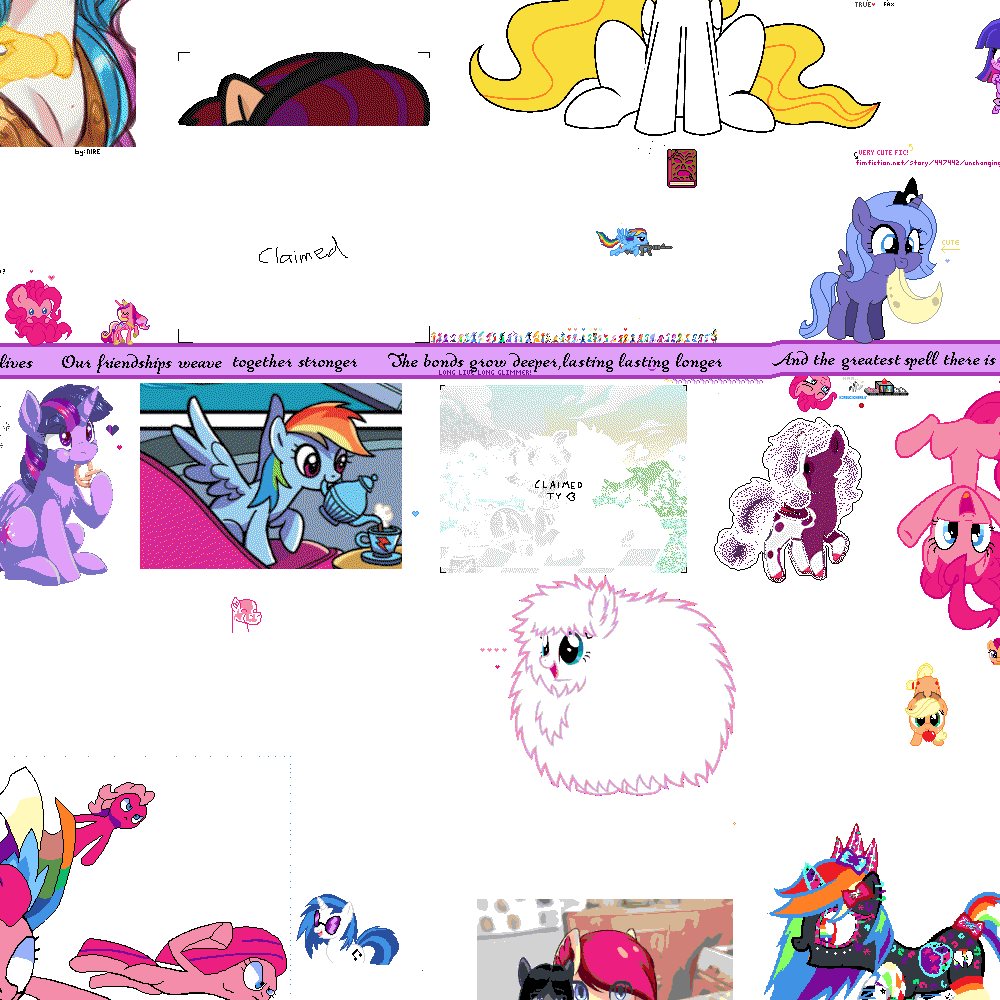 TRUE♥ FAX
by:NIRE
VERY CUTE FIC!
fimfiction.net/story/447442/unchanging
Claimed
CUTE
lives Our friendships weave together stronger The bonds grow deeper, lasting lasting longer And the greatest spell there is
LONG LIVE LONG GLIMMER!
CLAIMED
TY <3